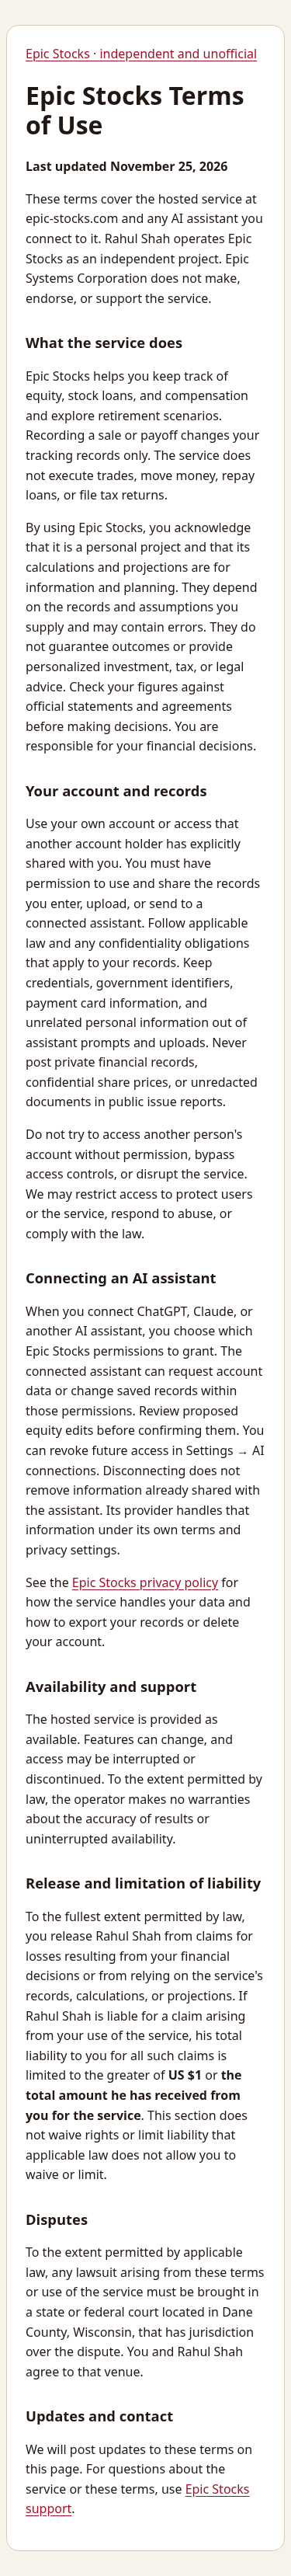 Epic Stocks · independent and unofficial
Epic Stocks Terms
of Use
Last updated November 25, 2026
These terms cover the hosted service at
epic-stocks.com and any AI assistant you
connect to it. Rahul Shah operates Epic
Stocks as an independent project. Epic
Systems Corporation does not make,
endorse, or support the service.
What the service does
Epic Stocks helps you keep track of
equity, stock loans, and compensation
and explore retirement scenarios.
Recording a sale or payoff changes your
tracking records only. The service does
not execute trades, move money, repay
loans, or file tax returns.
By using Epic Stocks, you acknowledge
that it is a personal project and that its
calculations and projections are for
information and planning. They depend
on the records and assumptions you
supply and may contain errors. They do
not guarantee outcomes or provide
personalized investment, tax, or legal
advice. Check your figures against
official statements and agreements
before making decisions. You are
responsible for your financial decisions.
Your account and records
Use your own account or access that
another account holder has explicitly
shared with you. You must have
permission to use and share the records
you enter, upload, or send to a
connected assistant. Follow applicable
law and any confidentiality obligations
that apply to your records. Keep
credentials, government identifiers,
payment card information, and
unrelated personal information out of
assistant prompts and uploads. Never
post private financial records,
confidential share prices, or unredacted
documents in public issue reports.
Do not try to access another person's
account without permission, bypass
access controls, or disrupt the service.
We may restrict access to protect users
or the service, respond to abuse, or
comply with the law.
Connecting an AI assistant
When you connect ChatGPT, Claude, or
another AI assistant, you choose which
Epic Stocks permissions to grant. The
connected assistant can request account
data or change saved records within
those permissions. Review proposed
equity edits before confirming them. You
can revoke future access in Settings → AI
connections. Disconnecting does not
remove information already shared with
the assistant. Its provider handles that
information under its own terms and
privacy settings.
See the Epic Stocks privacy policy for
how the service handles your data and
how to export your records or delete
your account.
Availability and support
The hosted service is provided as
available. Features can change, and
access may be interrupted or
discontinued. To the extent permitted by
law, the operator makes no warranties
about the accuracy of results or
uninterrupted availability.
Release and limitation of liability
To the fullest extent permitted by law,
you release Rahul Shah from claims for
losses resulting from your financial
decisions or from relying on the service's
records, calculations, or projections. If
Rahul Shah is liable for a claim arising
from your use of the service, his total
liability to you for all such claims is
limited to the greater of US $1 or the
total amount he has received from
you for the service. This section does
not waive rights or limit liability that
applicable law does not allow you to
waive or limit.
Disputes
To the extent permitted by applicable
law, any lawsuit arising from these terms
or use of the service must be brought in
a state or federal court located in Dane
County, Wisconsin, that has jurisdiction
over the dispute. You and Rahul Shah
agree to that venue.
Updates and contact
We will post updates to these terms on
this page. For questions about the
service or these terms, use Epic Stocks
support.